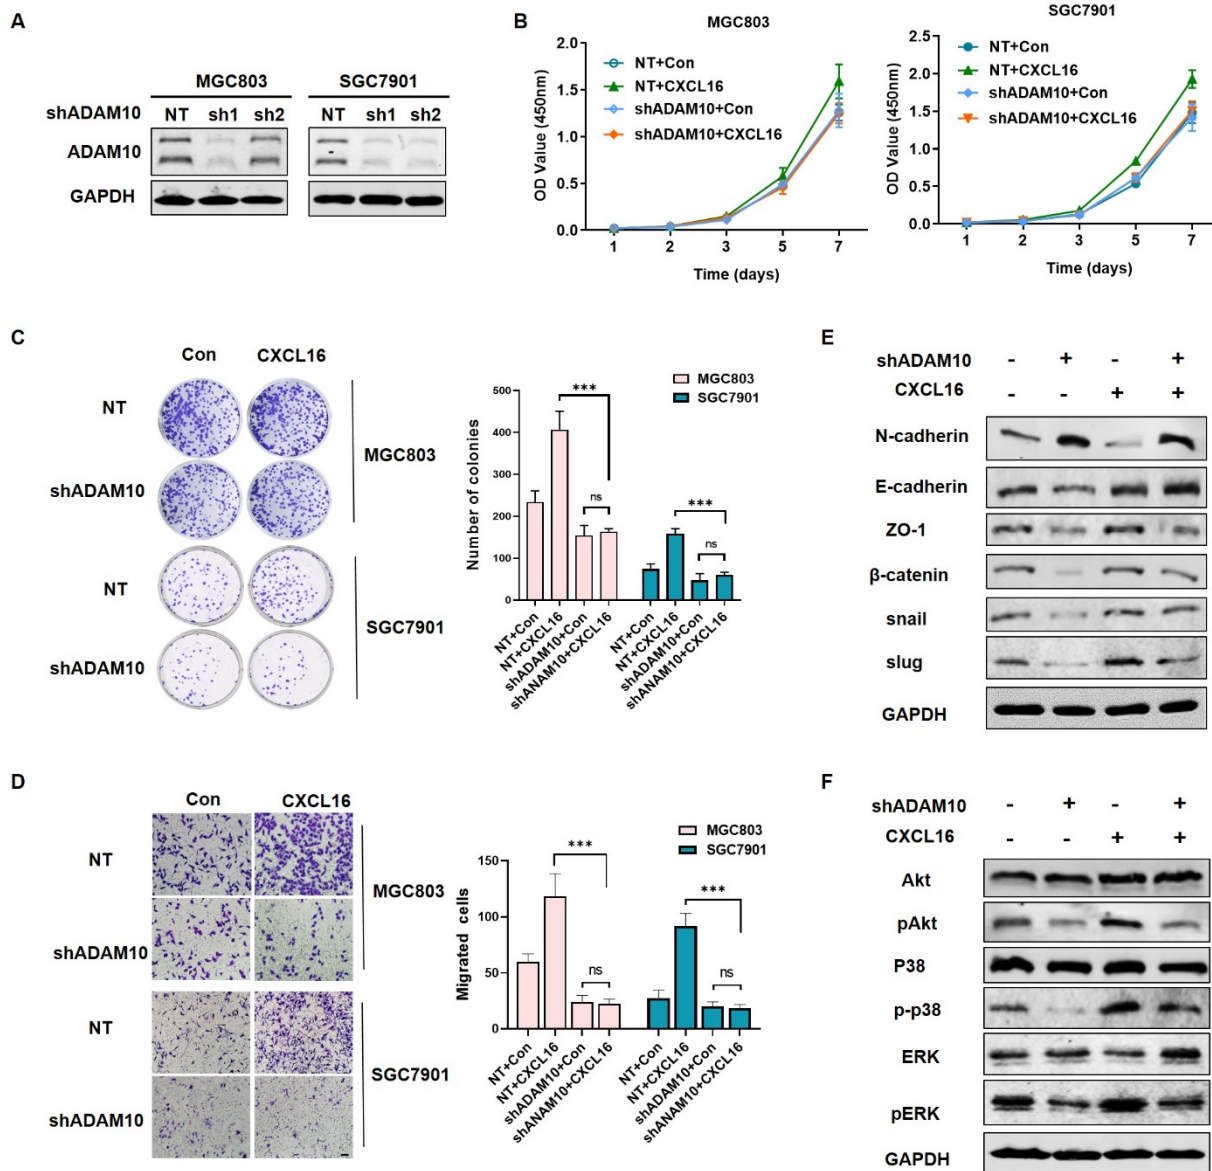 A
MGC803 SGC7901
shADAM10 NT sh1 sh2 NT sh1 sh2
ADAM10
GAPDH
B
MGC803
NT+Con
NT+CXCL16
shADAM10+Con
shADAM10+CXCL16
OD Value (450nm)
2.0
1.5
1.0
0.5
0.0
1 2 3 5 7
Time (days)
SGC7901
NT+Con
NT+CXCL16
shADAM10+Con
shADAM10+CXCL16
OD Value (450nm)
2.5
2.0
1.5
1.0
0.5
0.0
1 2 3 5 7
Time (days)
C
Con CXCL16
NT
MGC803
shADAM10
NT
SGC7901
shADAM10
MGC803
SGC7901
Number of colonies
500
400
300
200
100
0
***
ns
***
ns
NT+Con
NT+CXCL16
shADAM10+Con
shANAM10+CXCL16
NT+Con
NT+CXCL16
shADAM10+Con
shANAM10+CXCL16
D
Con CXCL16
NT
MGC803
shADAM10
NT
SGC7901
shADAM10
MGC803
SGC7901
Migrated cells
150
100
50
0
***
ns
***
ns
NT+Con
NT+CXCL16
shADAM10+Con
shANAM10+CXCL16
NT+Con
NT+CXCL16
shADAM10+Con
shANAM10+CXCL16
E
shADAM10 - + - +
CXCL16 - - + +
N-cadherin
E-cadherin
ZO-1
β-catenin
snail
slug
GAPDH
F
shADAM10 - + - +
CXCL16 - - + +
Akt
pAkt
P38
p-p38
ERK
pERK
GAPDH